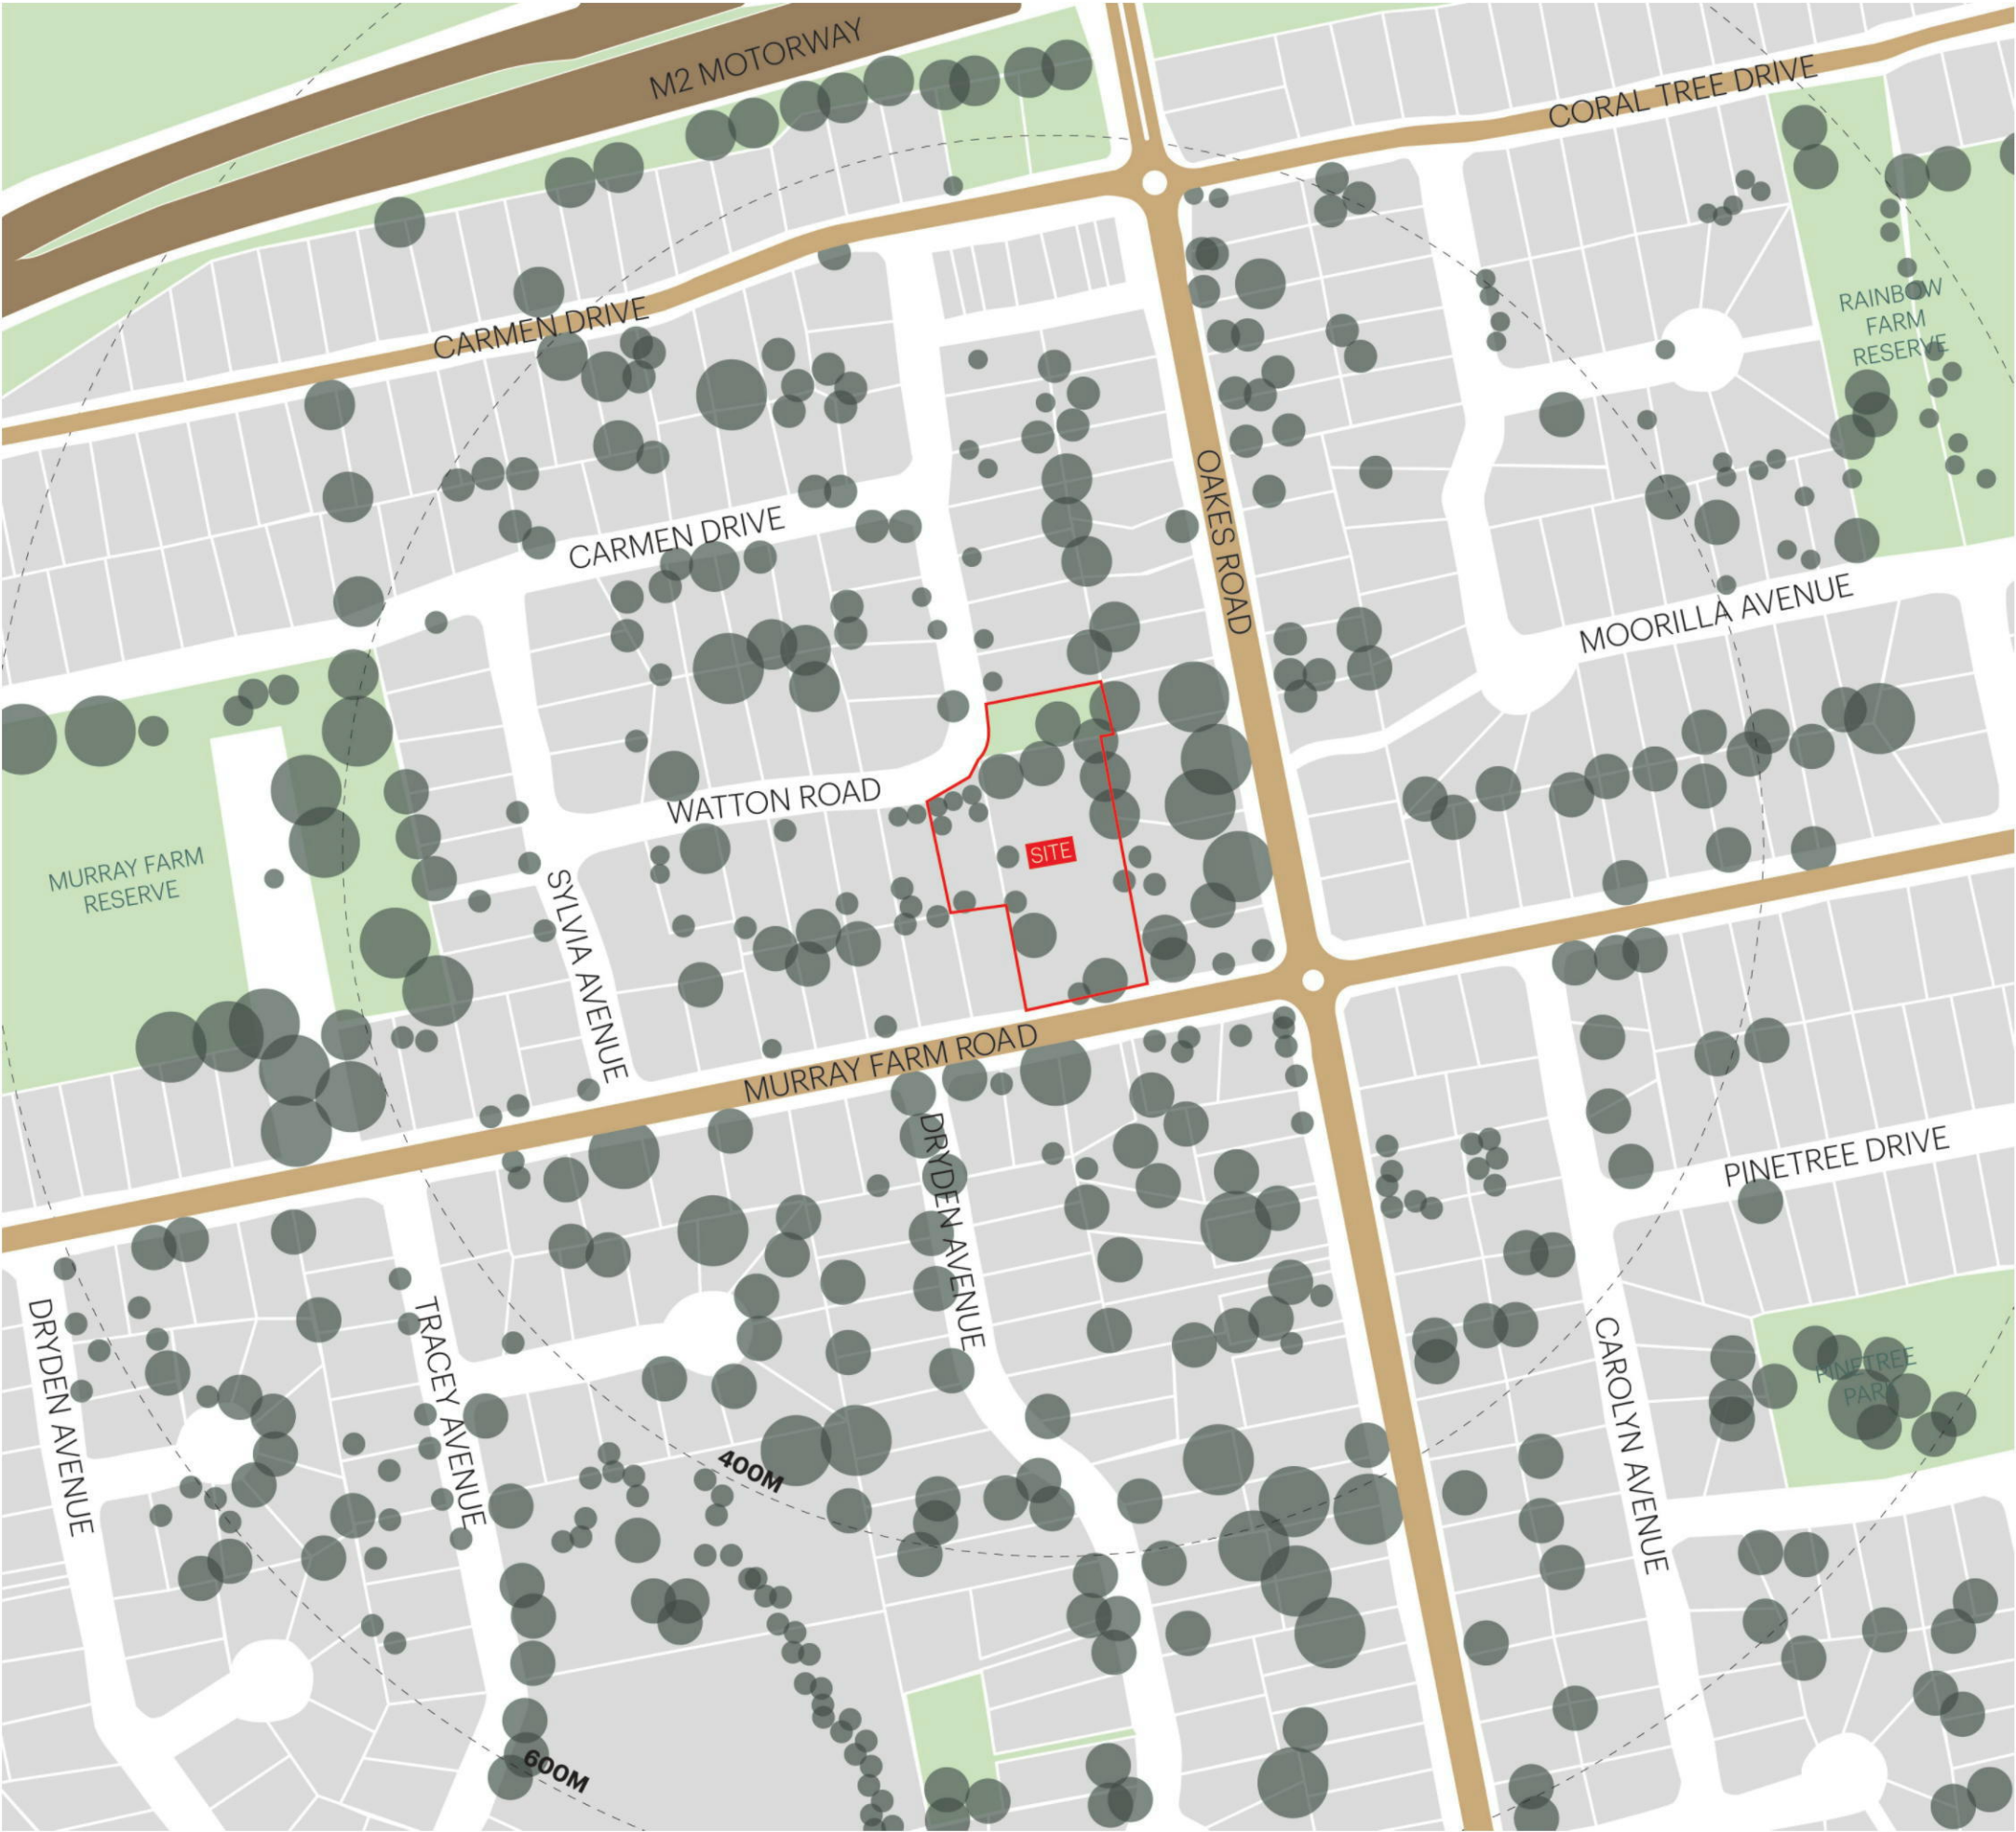 M2 MOTORWAY
CORAL TREE DRIVE
CARMEN DRIVE
RAINBOW
FARM
RESERVE
OAKES ROAD
CARMEN DRIVE
MOORILLA AVENUE
WATTON ROAD
MURRAY FARM
RESERVE
SITE
SYLVIA AVENUE
MURRAY FARM ROAD
DRYDEN AVENUE
PINETREE DRIVE
DRYDEN AVENUE
TRACEY AVENUE
CAROLYN AVENUE
PINETREE
PARK
400M
600M